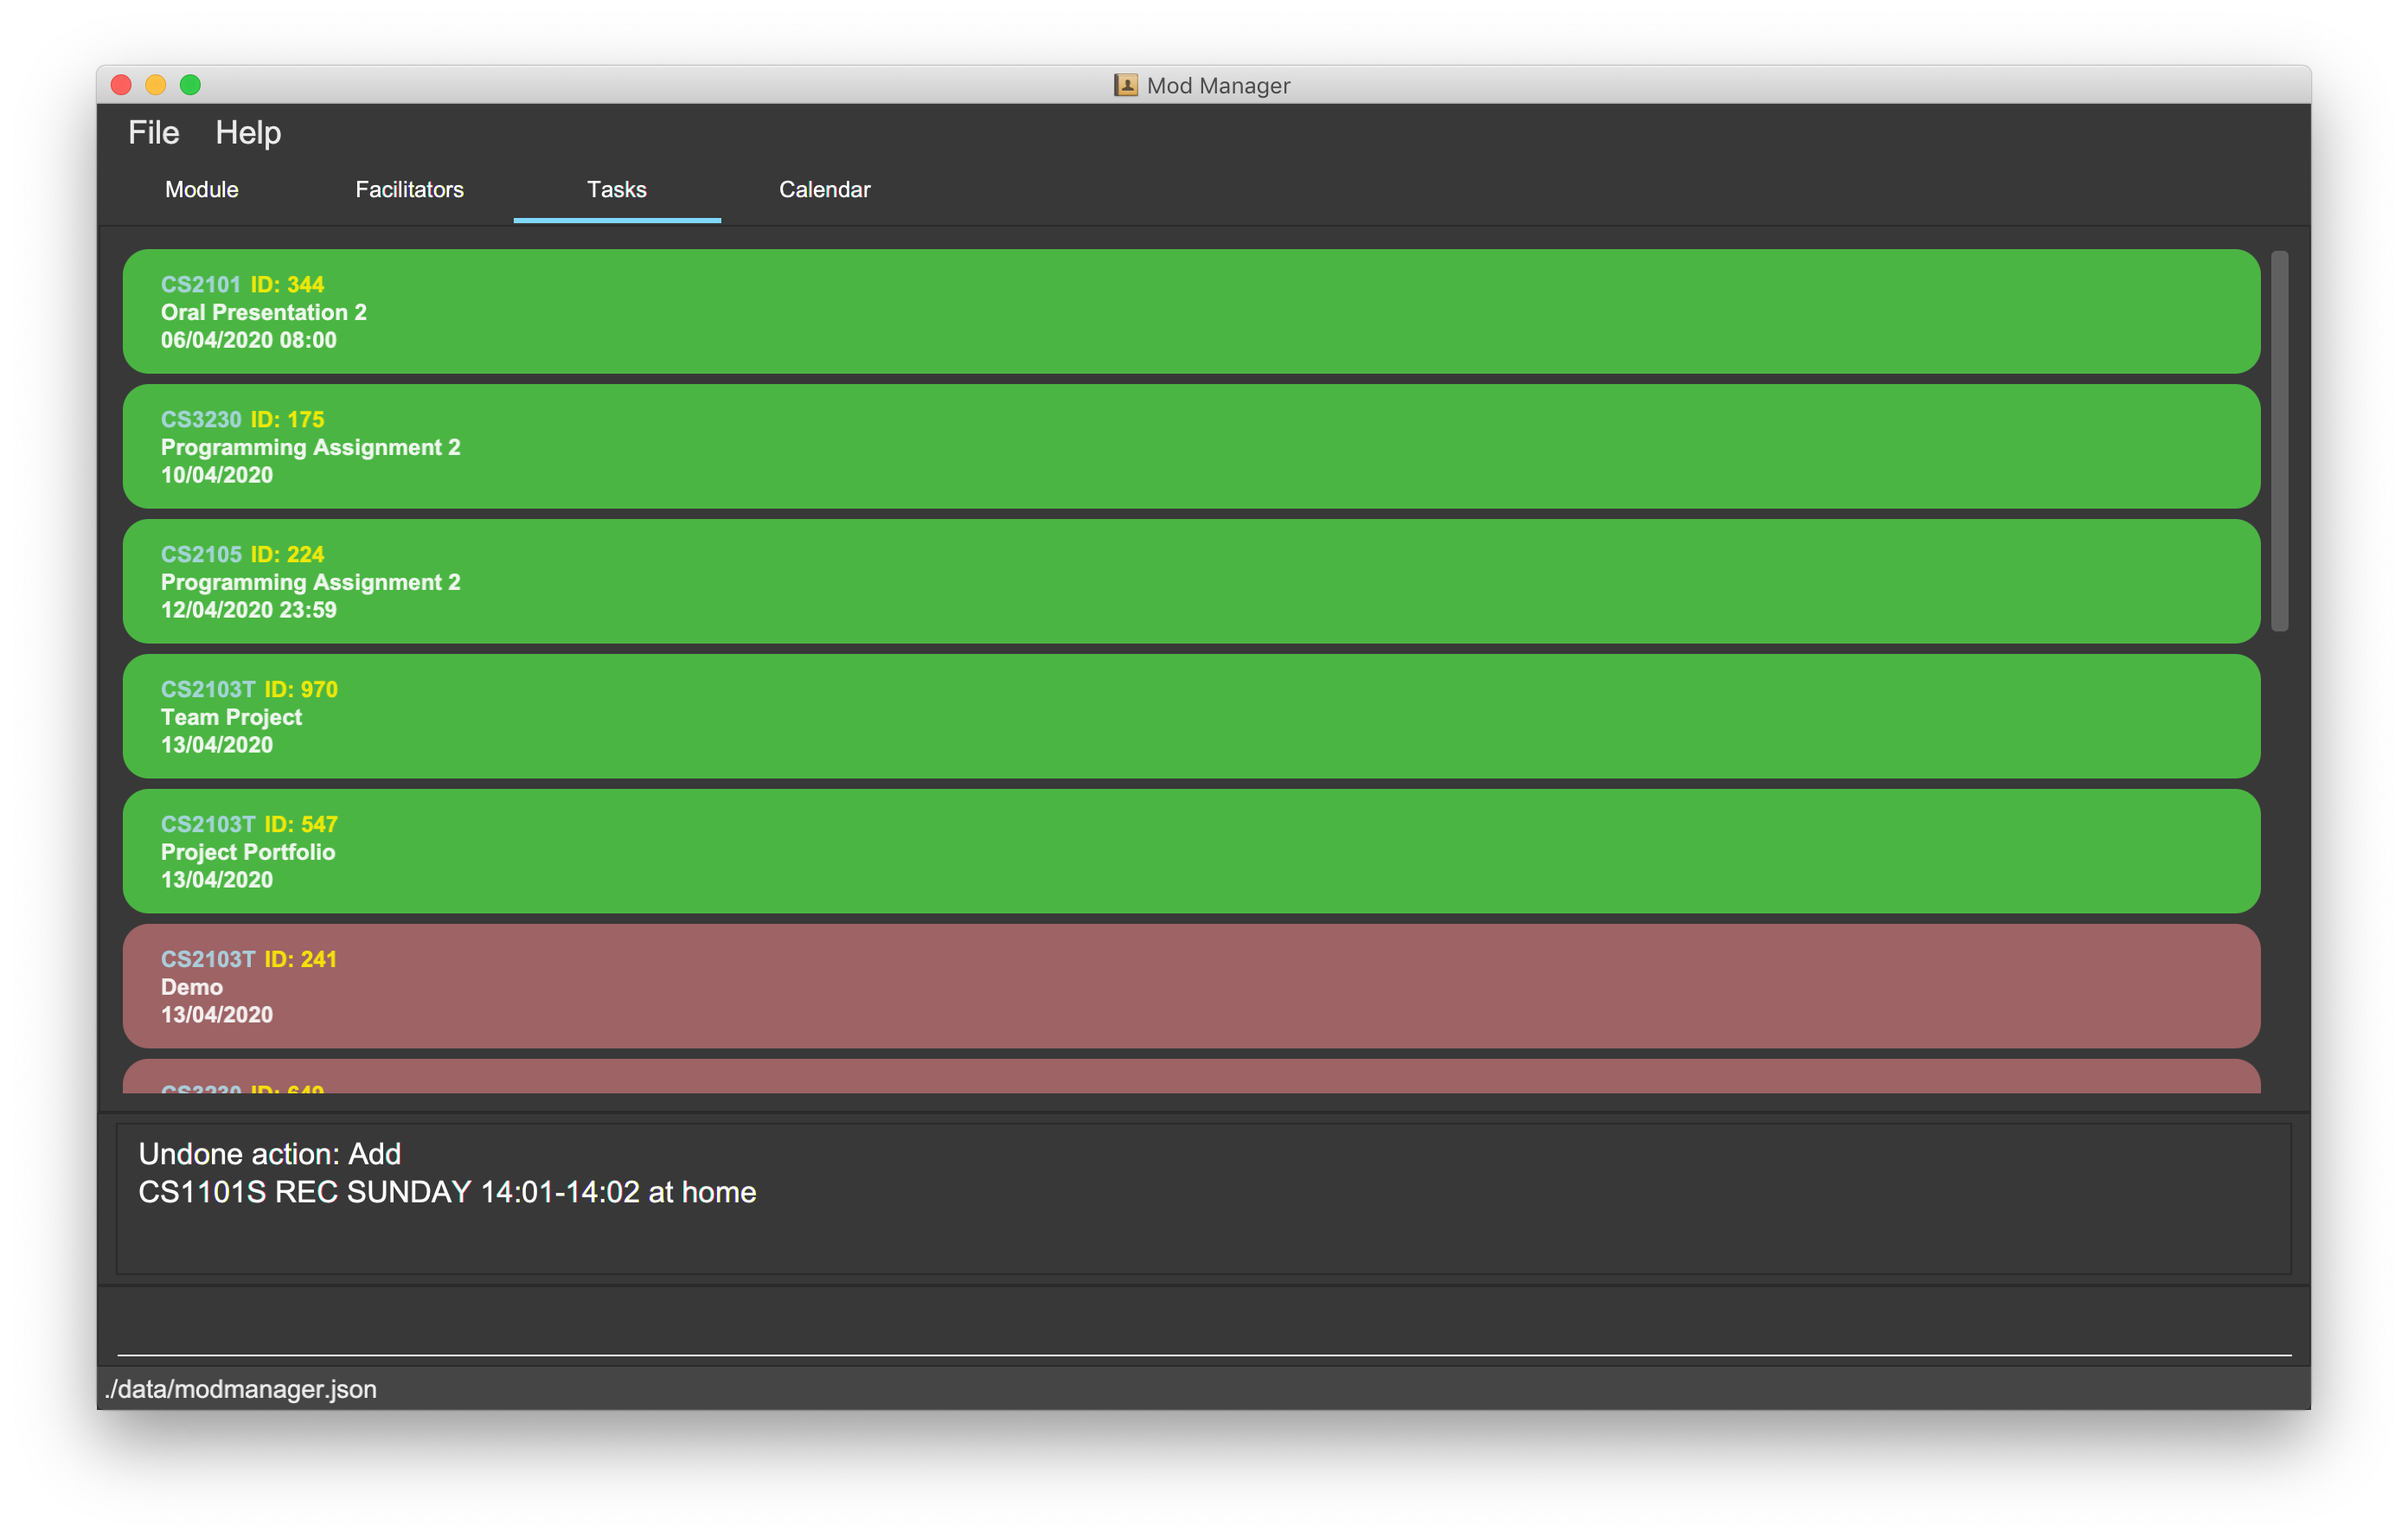 Mod Manager
File Help
Module Facilitators Tasks Calendar
CS2101 ID: 344
Oral Presentation 2
06/04/2020 08:00
CS3230 ID: 175
Programming Assignment 2
10/04/2020
CS2105 ID: 224
Programming Assignment 2
12/04/2020 23:59
CS2103T ID: 970
Team Project
13/04/2020
CS2103T ID: 547
Project Portfolio
13/04/2020
CS2103T ID: 241
Demo
13/04/2020
CS3230 ID: 649
Undone action: Add
CS1101S REC SUNDAY 14:01-14:02 at home
./data/modmanager.json